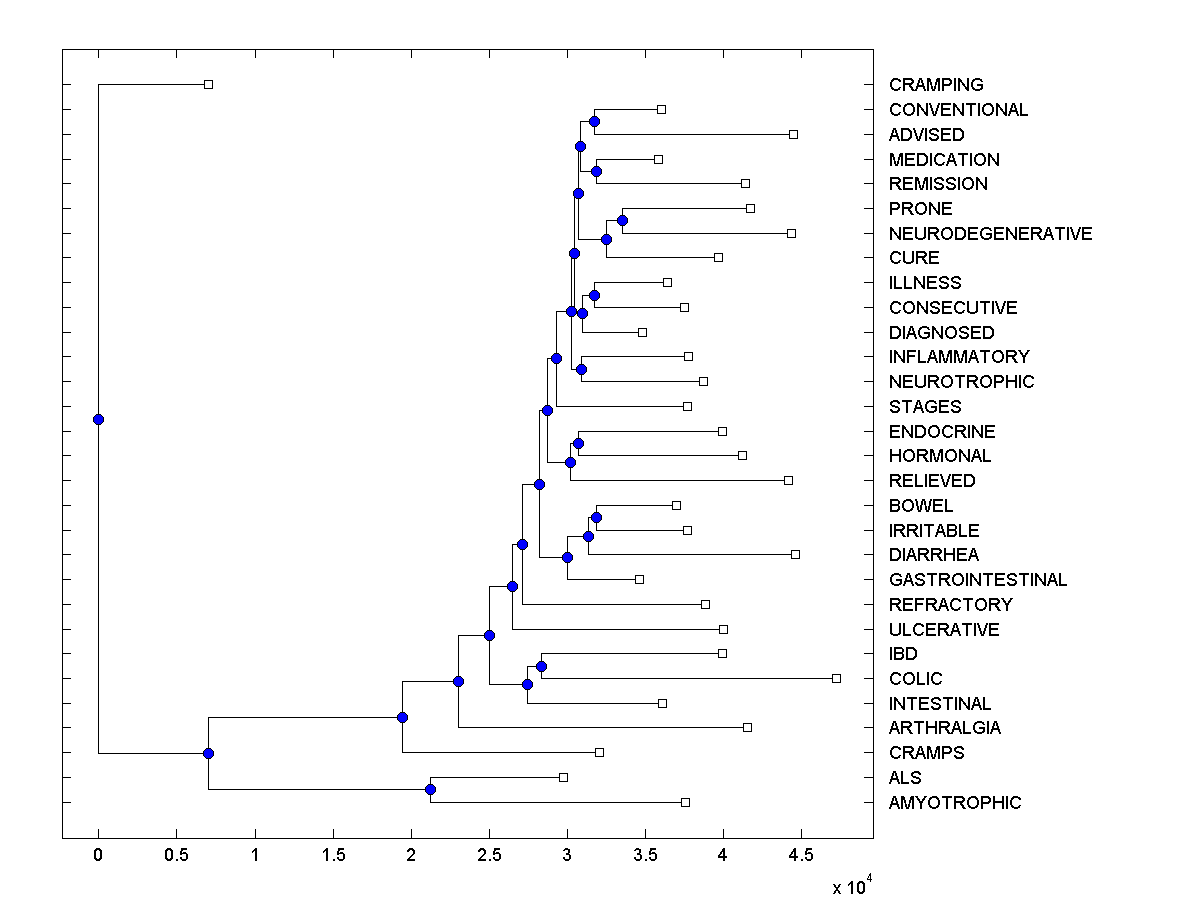 CRAMPING
CONVENTIONAL
ADVISED
MEDICATION
REMISSION
PRONE
NEURODEGENERATIVE
CURE
ILLNESS
CONSECUTIVE
DIAGNOSED
INFLAMMATORY
NEUROTROPHIC
STAGES
ENDOCRINE
HORMONAL
RELIEVED
BOWEL
IRRITABLE
DIARRHEA
GASTROINTESTINAL
REFRACTORY
ULCERATIVE
IBD
COLIC
INTESTINAL
ARTHRALGIA
CRAMPS
ALS
AMYOTROPHIC
0 0.5 1 1.5 2 2.5 3 3.5 4 4.5
x 10^4